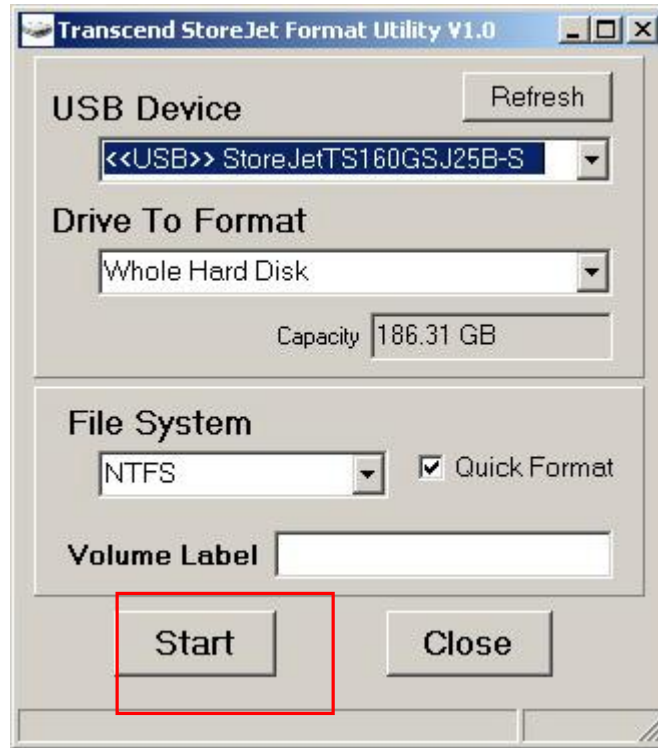 Transcend StoreJet Format Utility V1.0
Refresh
USB Device
<<USB>> StoreJetTS160GSJ25B-S
Drive To Format
Whole Hard Disk
Capacity 186.31 GB
File System
NTFS
Quick Format
Volume Label
Start Close